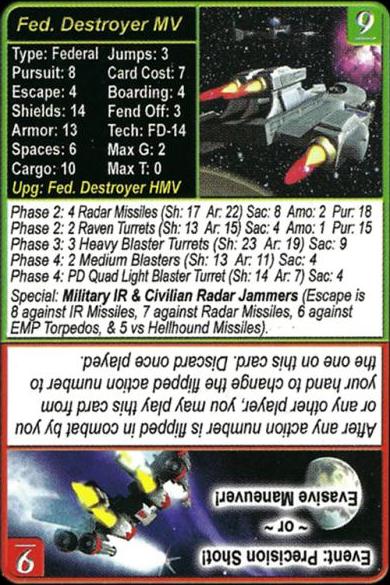 Fed. Destroyer MV
9
Type: Federal Jumps: 3
Pursuit: 8 Card Cost: 7
Escape: 4 Boarding: 4
Shields: 14 Fend Off: 3
Armor: 13 Tech: FD-14
Spaces: 6 Max G: 2
Cargo: 10 Max T: 0
Upg: Fed. Destroyer HMV
Phase 2: 4 Radar Missiles (Sh: 17 Ar: 22) Sac: 8 Amo: 2 Pur: 18
Phase 2: 2 Raven Turrets (Sh: 13 Ar: 15) Sac: 4 Amo: 1 Pur: 15
Phase 3: 3 Heavy Blaster Turrets (Sh: 23 Ar: 19) Sac: 9
Phase 4: 2 Medium Blasters (Sh: 13 Ar: 11) Sac: 4
Phase 4: PD Quad Light Blaster Turret (Sh: 14 Ar: 7) Sac: 4
Special: Military IR & Civilian Radar Jammers (Escape is
8 against IR Missiles, 7 against Radar Missiles, 6 against
EMP Torpedos, & 5 vs Hellhound Missiles).
Event: Precision Shot!
~ or ~
Evasive Maneuver!
9
After any action number is flipped in combat by you
or any other player, you may play this card from
your hand to change the flipped action number to
the one on this card. Discard once played.